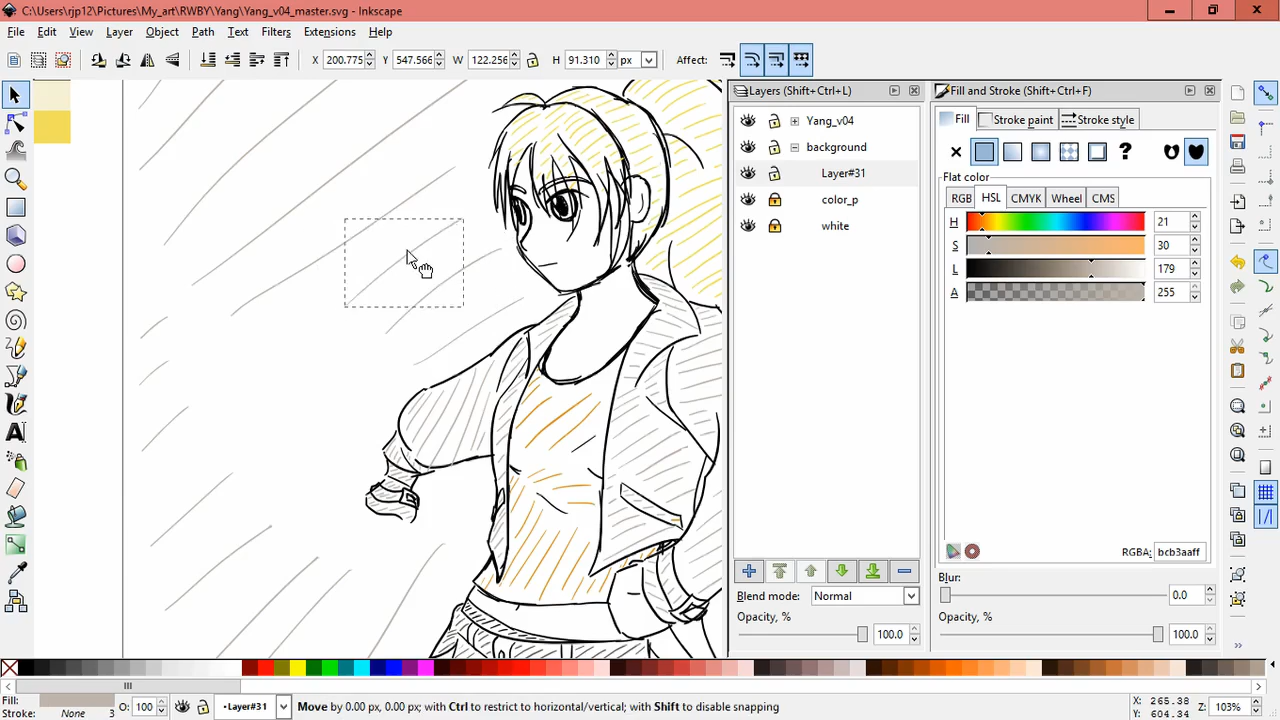 C:\Users\rjp12\Pictures\My_art\RWBY\Yang\Yang_v04_master.svg - Inkscape
File Edit View Layer Object Path Text Filters Extensions Help
X 200.775 Y 547.566 W 122.256 H 91.310 px Affect:
Layers (Shift+Ctrl+L)
Yang_v04
background
Layer#31
color_p
white
Blend mode: Normal
Opacity, %
100.0
Fill and Stroke (Shift+Ctrl+F)
Fill Stroke paint Stroke style
?
Flat color
RGB HSL CMYK Wheel CMS
H 21
S 30
L 179
A 255
RGBA: bcb3aaff
Blur:
0.0
Opacity, %
100.0
Fill:
Stroke: None 3
O: 100
•Layer#31
Move by 0.00 px, 0.00 px; with Ctrl to restrict to horizontal/vertical; with Shift to disable snapping
X: 265.38
Y: 604.34
Z: 103%